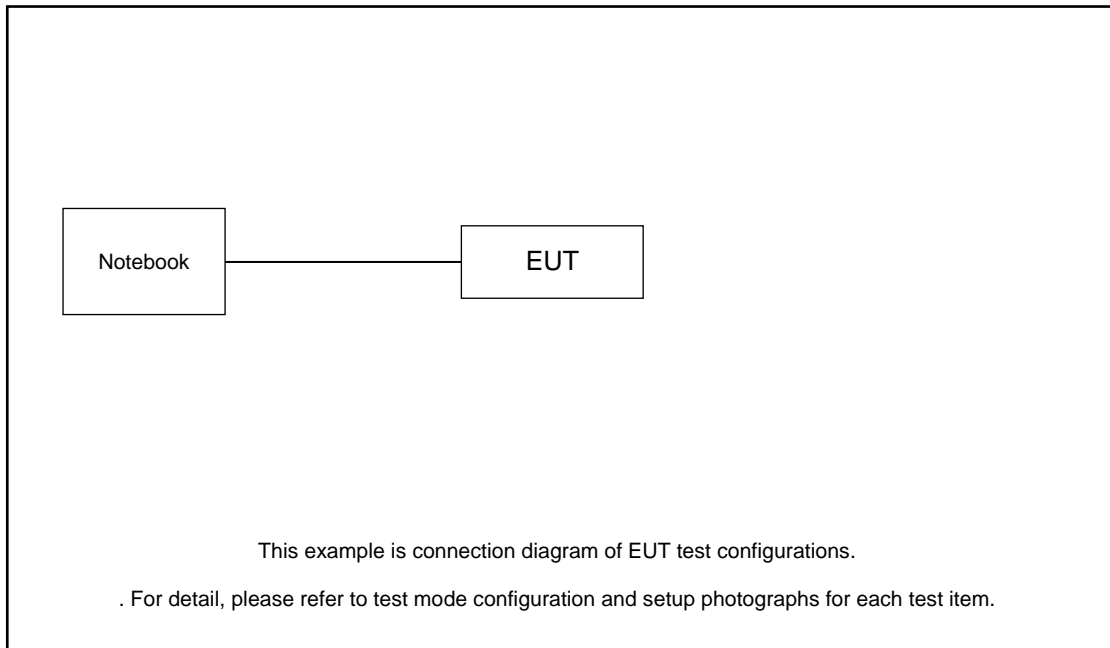 Notebook
EUT
This example is connection diagram of EUT test configurations.
. For detail, please refer to test mode configuration and setup photographs for each test item.